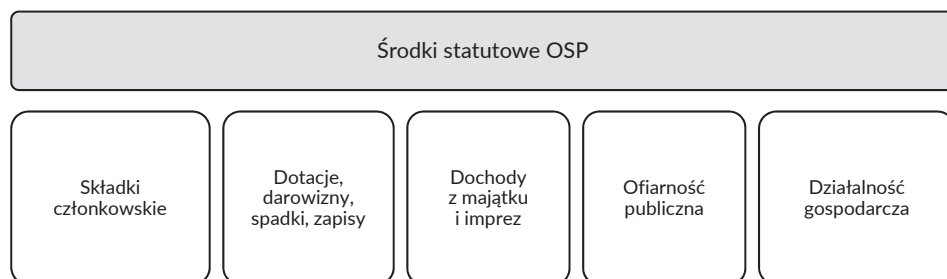 Środki statutowe OSP
Składki
członkowskie
Dotacje,
darowizny,
spadki, zapisy
Dochody
z majątku
i imprez
Ofiarność
publiczna
Działalność
gospodarcza